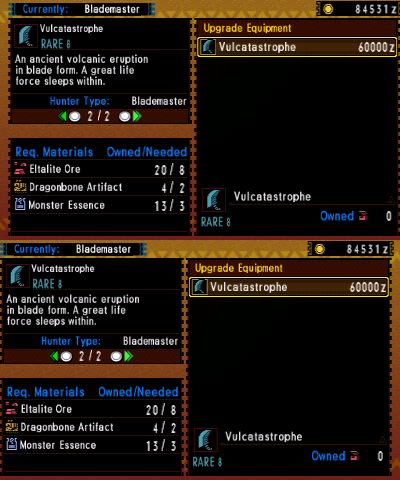 Currently: Blademaster
84531z
Vulcatastrophe
RARE 8
An ancient volcanic eruption
in blade form. A great life
force sleeps within.
Hunter Type: Blademaster
2/2
Req. Materials Owned/Needed
Eltalite Ore 20/ 8
Dragonbone Artifact 4/ 2
Monster Essence 13/ 3
Upgrade Equipment
Vulcatastrophe 60000z
Vulcatastrophe
RARE 8
Owned 0
Currently: Blademaster
84531z
Vulcatastrophe
RARE 8
An ancient volcanic eruption
in blade form. A great life
force sleeps within.
Hunter Type: Blademaster
2/2
Req. Materials Owned/Needed
Eltalite Ore 20/ 8
Dragonbone Artifact 4/ 2
Monster Essence 13/ 3
Upgrade Equipment
Vulcatastrophe 60000z
Vulcatastrophe
RARE 8
Owned 0